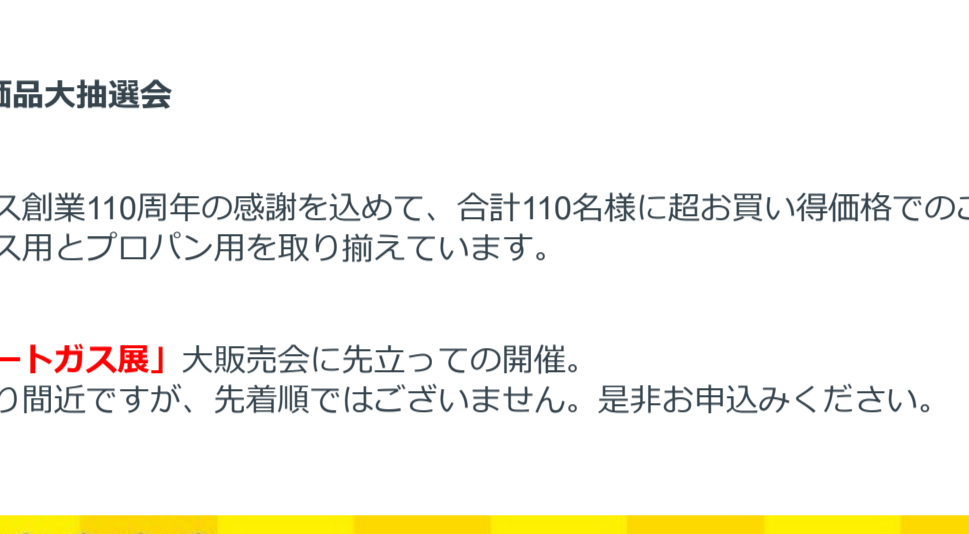 品大抽選会
ス創業110周年の感謝を込めて、合計110名様に超お買い得価格でのご
ス用とプロパン用を取り揃えています。
ートガス展」大販売会に先立っての開催。
り間近ですが、先着順ではございません。是非お申込みください。